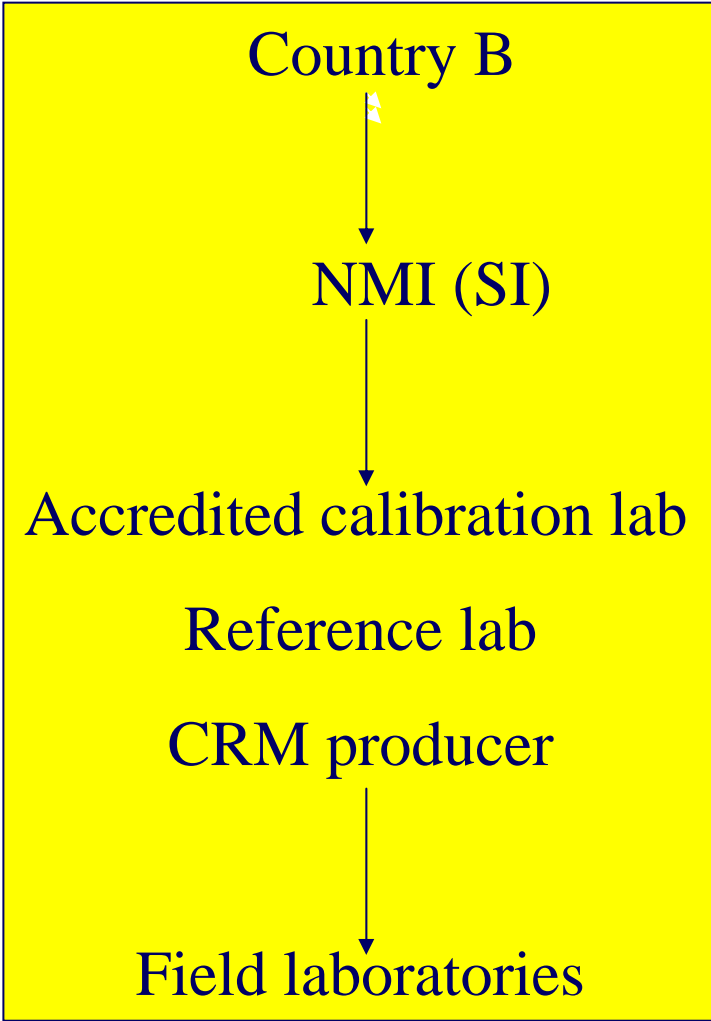 Country B
NMI (SI)
Accredited calibration lab
Reference lab
CRM producer
Field laboratories